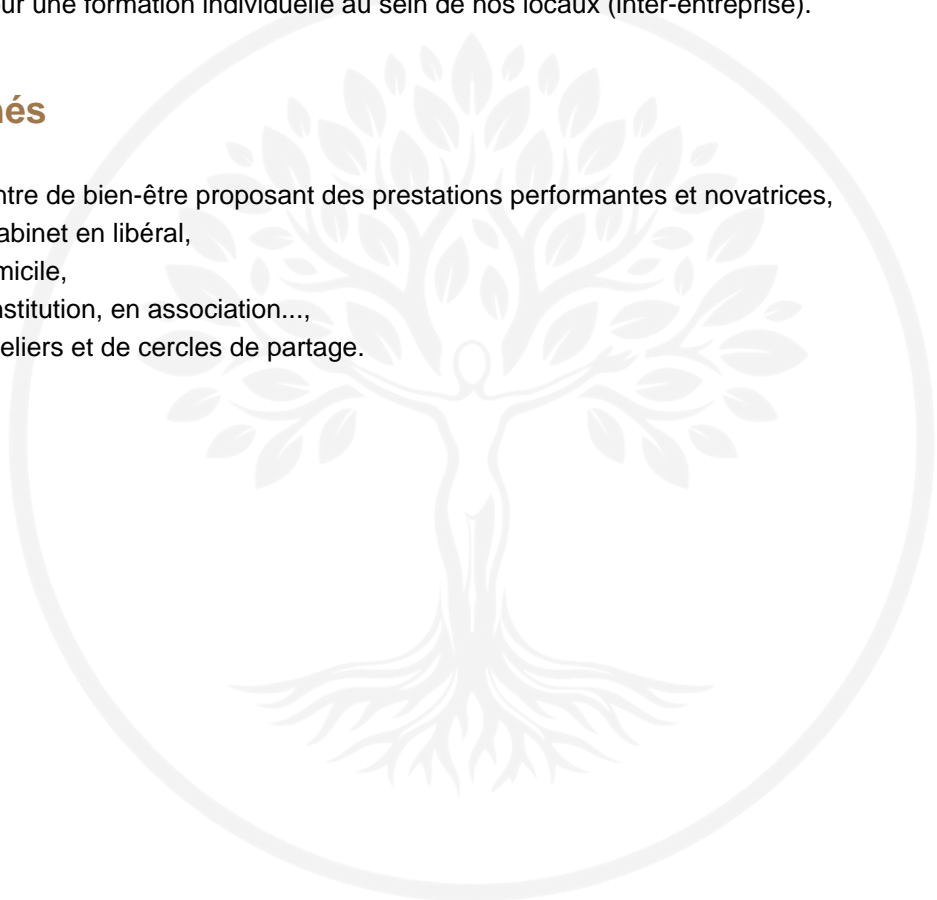 ur une formation individuelle au sein de nos locaux (inter-entreprise).
és
ntre de bien-être proposant des prestations performantes et novatrices,
abinet en libéral,
micile,
nstitution, en association...,
eliers et de cercles de partage.